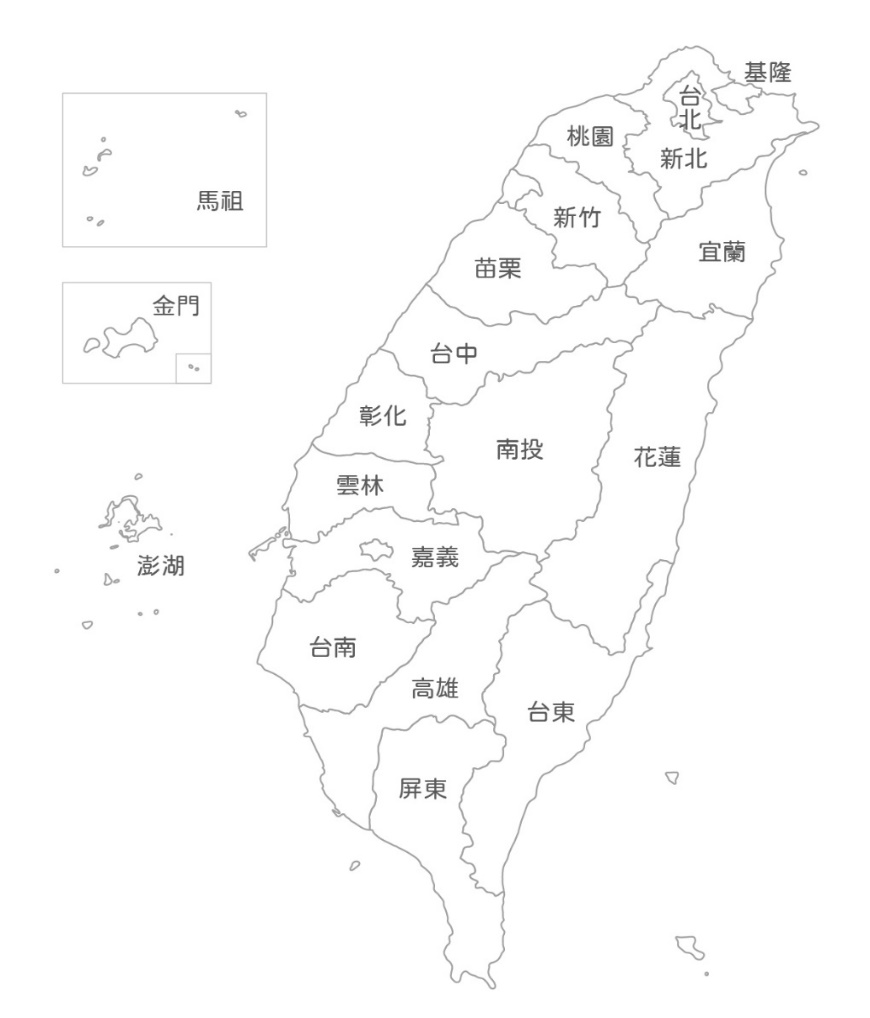 基隆
台
北
桃園
新北
馬祖
新竹
宜蘭
苗栗
金門
台中
彰化
南投
花蓮
雲林
嘉義
澎湖
台南
高雄
台東
屏東